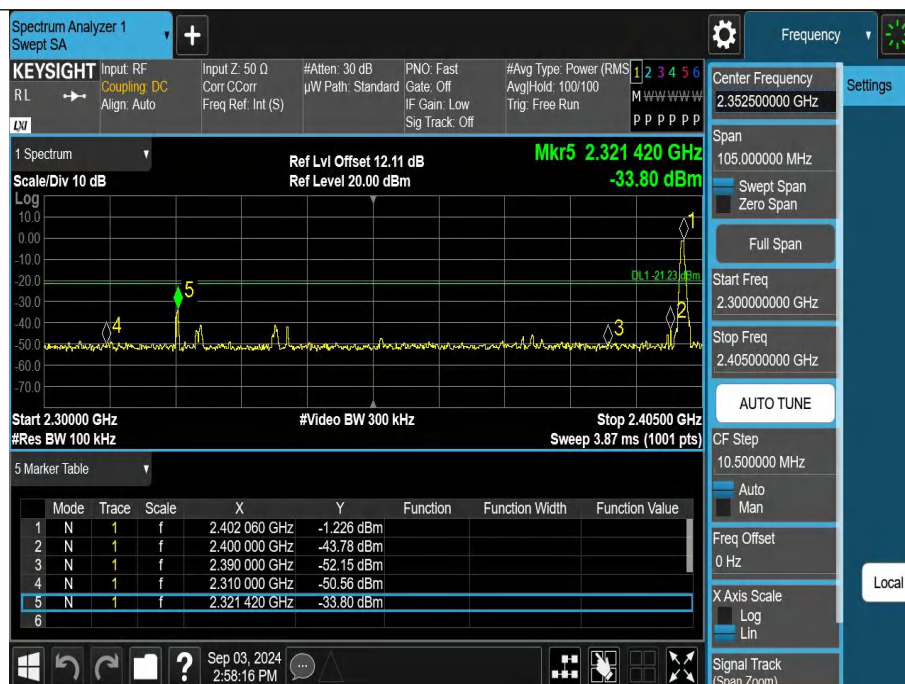 Spectrum Analyzer 1
Swept SA
+
Frequency
KEYSIGHT
RL
LXI
Input: RF
Coupling: DC
Align: Auto
Input Z: 50 Ω
Corr CCorr
Freq Ref: Int (S)
#Atten: 30 dB
µW Path: Standard
PNO: Fast
Gate: Off
IF Gain: Low
Sig Track: Off
#Avg Type: Power (RMS
Avg|Hold: 100/100
Trig: Free Run
1 2 3 4 5 6
M W W W W W
P P P P P P
1 Spectrum
Scale/Div 10 dB
Ref Lvl Offset 12.11 dB
Ref Level 20.00 dBm
Mkr5 2.321 420 GHz
-33.80 dBm
Log
10.0
0.00
-10.0
-20.0
-30.0
-40.0
-50.0
-60.0
-70.0
1
DL1 -21.23 dBm
5
4
3
2
Start 2.30000 GHz
#Video BW 300 kHz
Stop 2.40500 GHz
#Res BW 100 kHz
Sweep 3.87 ms (1001 pts)
5 Marker Table
Mode Trace Scale X Y Function Function Width Function Value
1 N 1 f 2.402 060 GHz -1.226 dBm
2 N 1 f 2.400 000 GHz -43.78 dBm
3 N 1 f 2.390 000 GHz -52.15 dBm
4 N 1 f 2.310 000 GHz -50.56 dBm
5 N 1 f 2.321 420 GHz -33.80 dBm
6
Sep 03, 2024
2:58:16 PM
?
Center Frequency
2.352500000 GHz
Settings
Span
105.000000 MHz
Swept Span
Zero Span
Full Span
Start Freq
2.300000000 GHz
Stop Freq
2.405000000 GHz
AUTO TUNE
CF Step
10.500000 MHz
Auto
Man
Freq Offset
0 Hz
Local
X Axis Scale
Log
Lin
Signal Track
(Span Zoom)